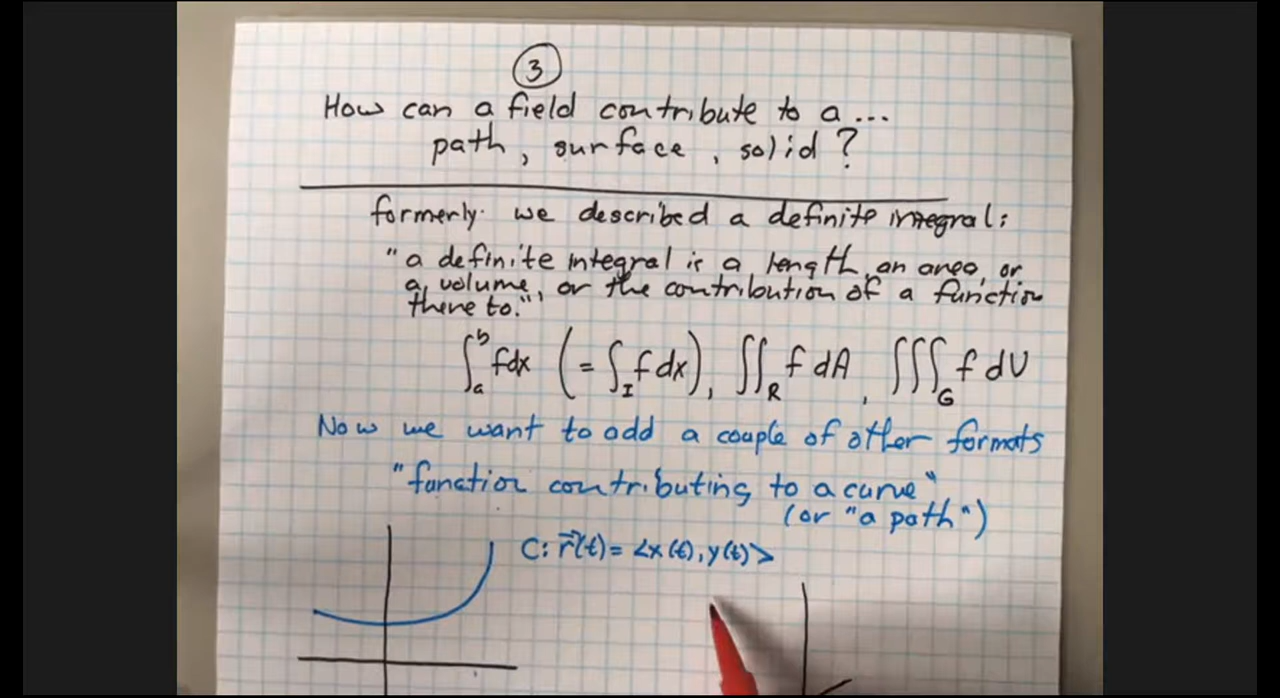 3
How can a field contribute to a ...
path, surface, solid?
formerly we described a definite integral:
"a definite integral is a length, an area, or
a volume, or the contribution of a function
there to."
∫_a^b f dx (= ∫_I f dx), ∬_R f dA, ∭_G f dV
Now we want to add a couple of other formats
"function contributing to a curve"
(or "a path")
C: r⃗(t) = <x(t), y(t)>